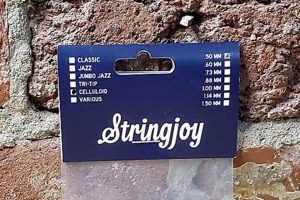 CLASSIC
JAZZ
JUMBO JAZZ
TRI-TIP
CELLULOID
VARIOUS
.50 MM
.60 MM
.73 MM
.88 MM
1.00 MM
1.14 MM
1.50 MM
Stringjoy